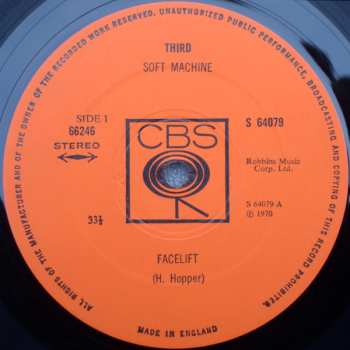 THIRD
SOFT MACHINE
SIDE 1
66246
STEREO
S 64079
CBS
Robbins Music
Corp. Ltd.
33⅓
S 64079 A
℗ 1970
FACELIFT
(H. Hopper)
ALL RIGHTS OF THE MANUFACTURER AND OF THE OWNER OF THE RECORDED WORK RESERVED. UNAUTHORIZED PUBLIC PERFORMANCE, BROADCASTING AND COPYING OF THIS RECORD PROHIBITED.
MADE IN ENGLAND